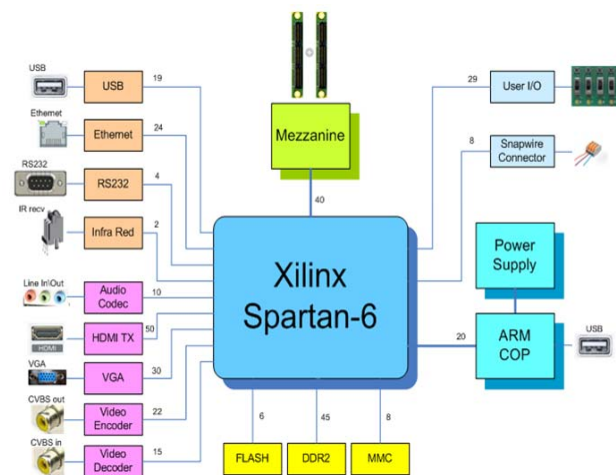 USB
USB
19
Ethernet
Ethernet
24
RS232
RS232
4
IR recv
Infra Red
2
Line In\Out
Audio
Codec
10
HDMI
HDMI TX
50
VGA
VGA
30
CVBS out
Video
Encoder
22
CVBS in
Video
Decoder
15
Mezzanine
40
Xilinx
Spartan-6
6
45
8
FLASH
DDR2
MMC
29
User I/O
8
Snapwire
Connector
Power
Supply
20
ARM
COP
USB